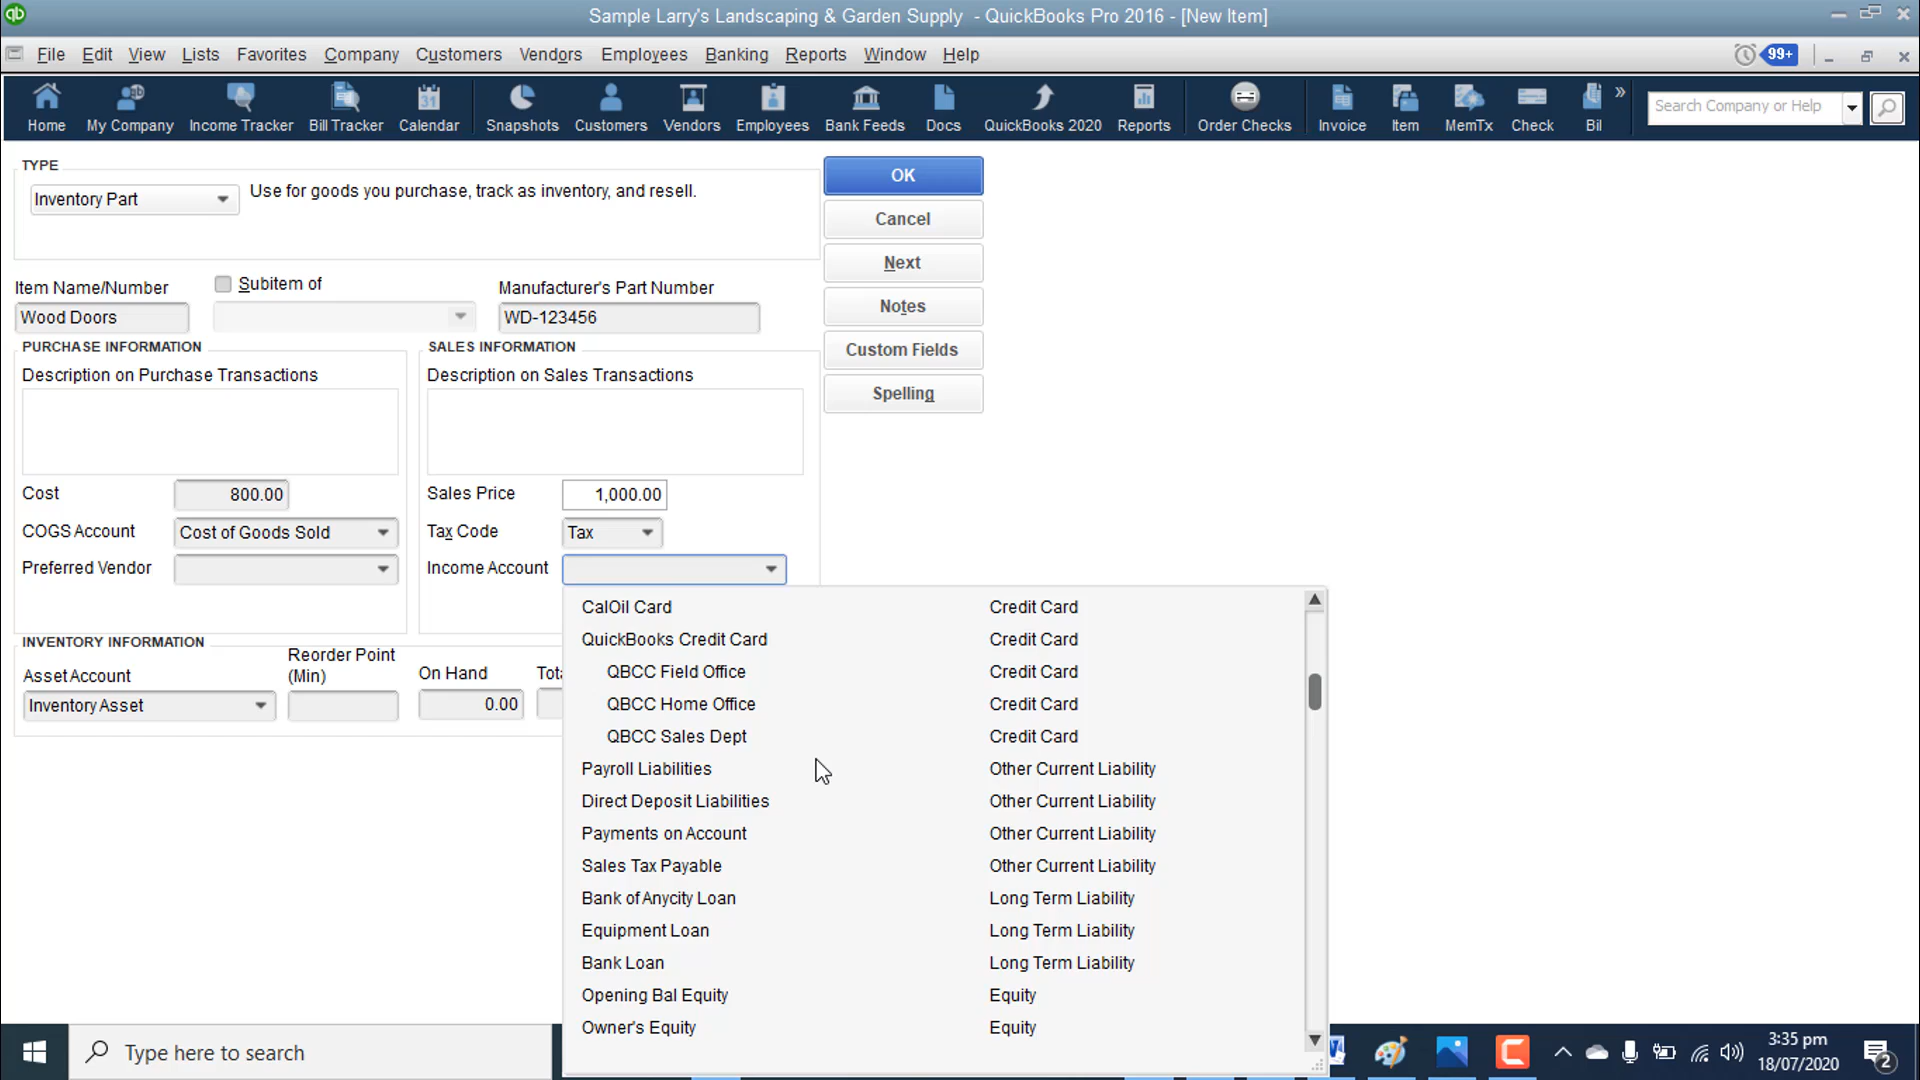 qb Sample Larry's Landscaping & Garden Supply - QuickBooks Pro 2016 - [New Item]
File Edit View Lists Favorites Company Customers Vendors Employees Banking Reports Window Help 99+
Home My Company Income Tracker Bill Tracker Calendar Snapshots Customers Vendors Employees Bank Feeds Docs QuickBooks 2020 Reports Order Checks Invoice Item MemTx Check Bil » Search Company or Help
TYPE
Inventory Part Use for goods you purchase, track as inventory, and resell.
OK
Cancel
Next
Notes
Custom Fields
Spelling
Item Name/Number Subitem of Manufacturer's Part Number
Wood Doors WD-123456
PURCHASE INFORMATION
Description on Purchase Transactions
Cost 800.00
COGS Account Cost of Goods Sold
Preferred Vendor
SALES INFORMATION
Description on Sales Transactions
Sales Price 1,000.00
Tax Code Tax
Income Account
INVENTORY INFORMATION
Asset Account Reorder Point (Min) On Hand Tota
Inventory Asset 0.00
CalOil Card Credit Card
QuickBooks Credit Card Credit Card
QBCC Field Office Credit Card
QBCC Home Office Credit Card
QBCC Sales Dept Credit Card
Payroll Liabilities Other Current Liability
Direct Deposit Liabilities Other Current Liability
Payments on Account Other Current Liability
Sales Tax Payable Other Current Liability
Bank of Anycity Loan Long Term Liability
Equipment Loan Long Term Liability
Bank Loan Long Term Liability
Opening Bal Equity Equity
Owner's Equity Equity
Type here to search
3:35 pm
18/07/2020
2